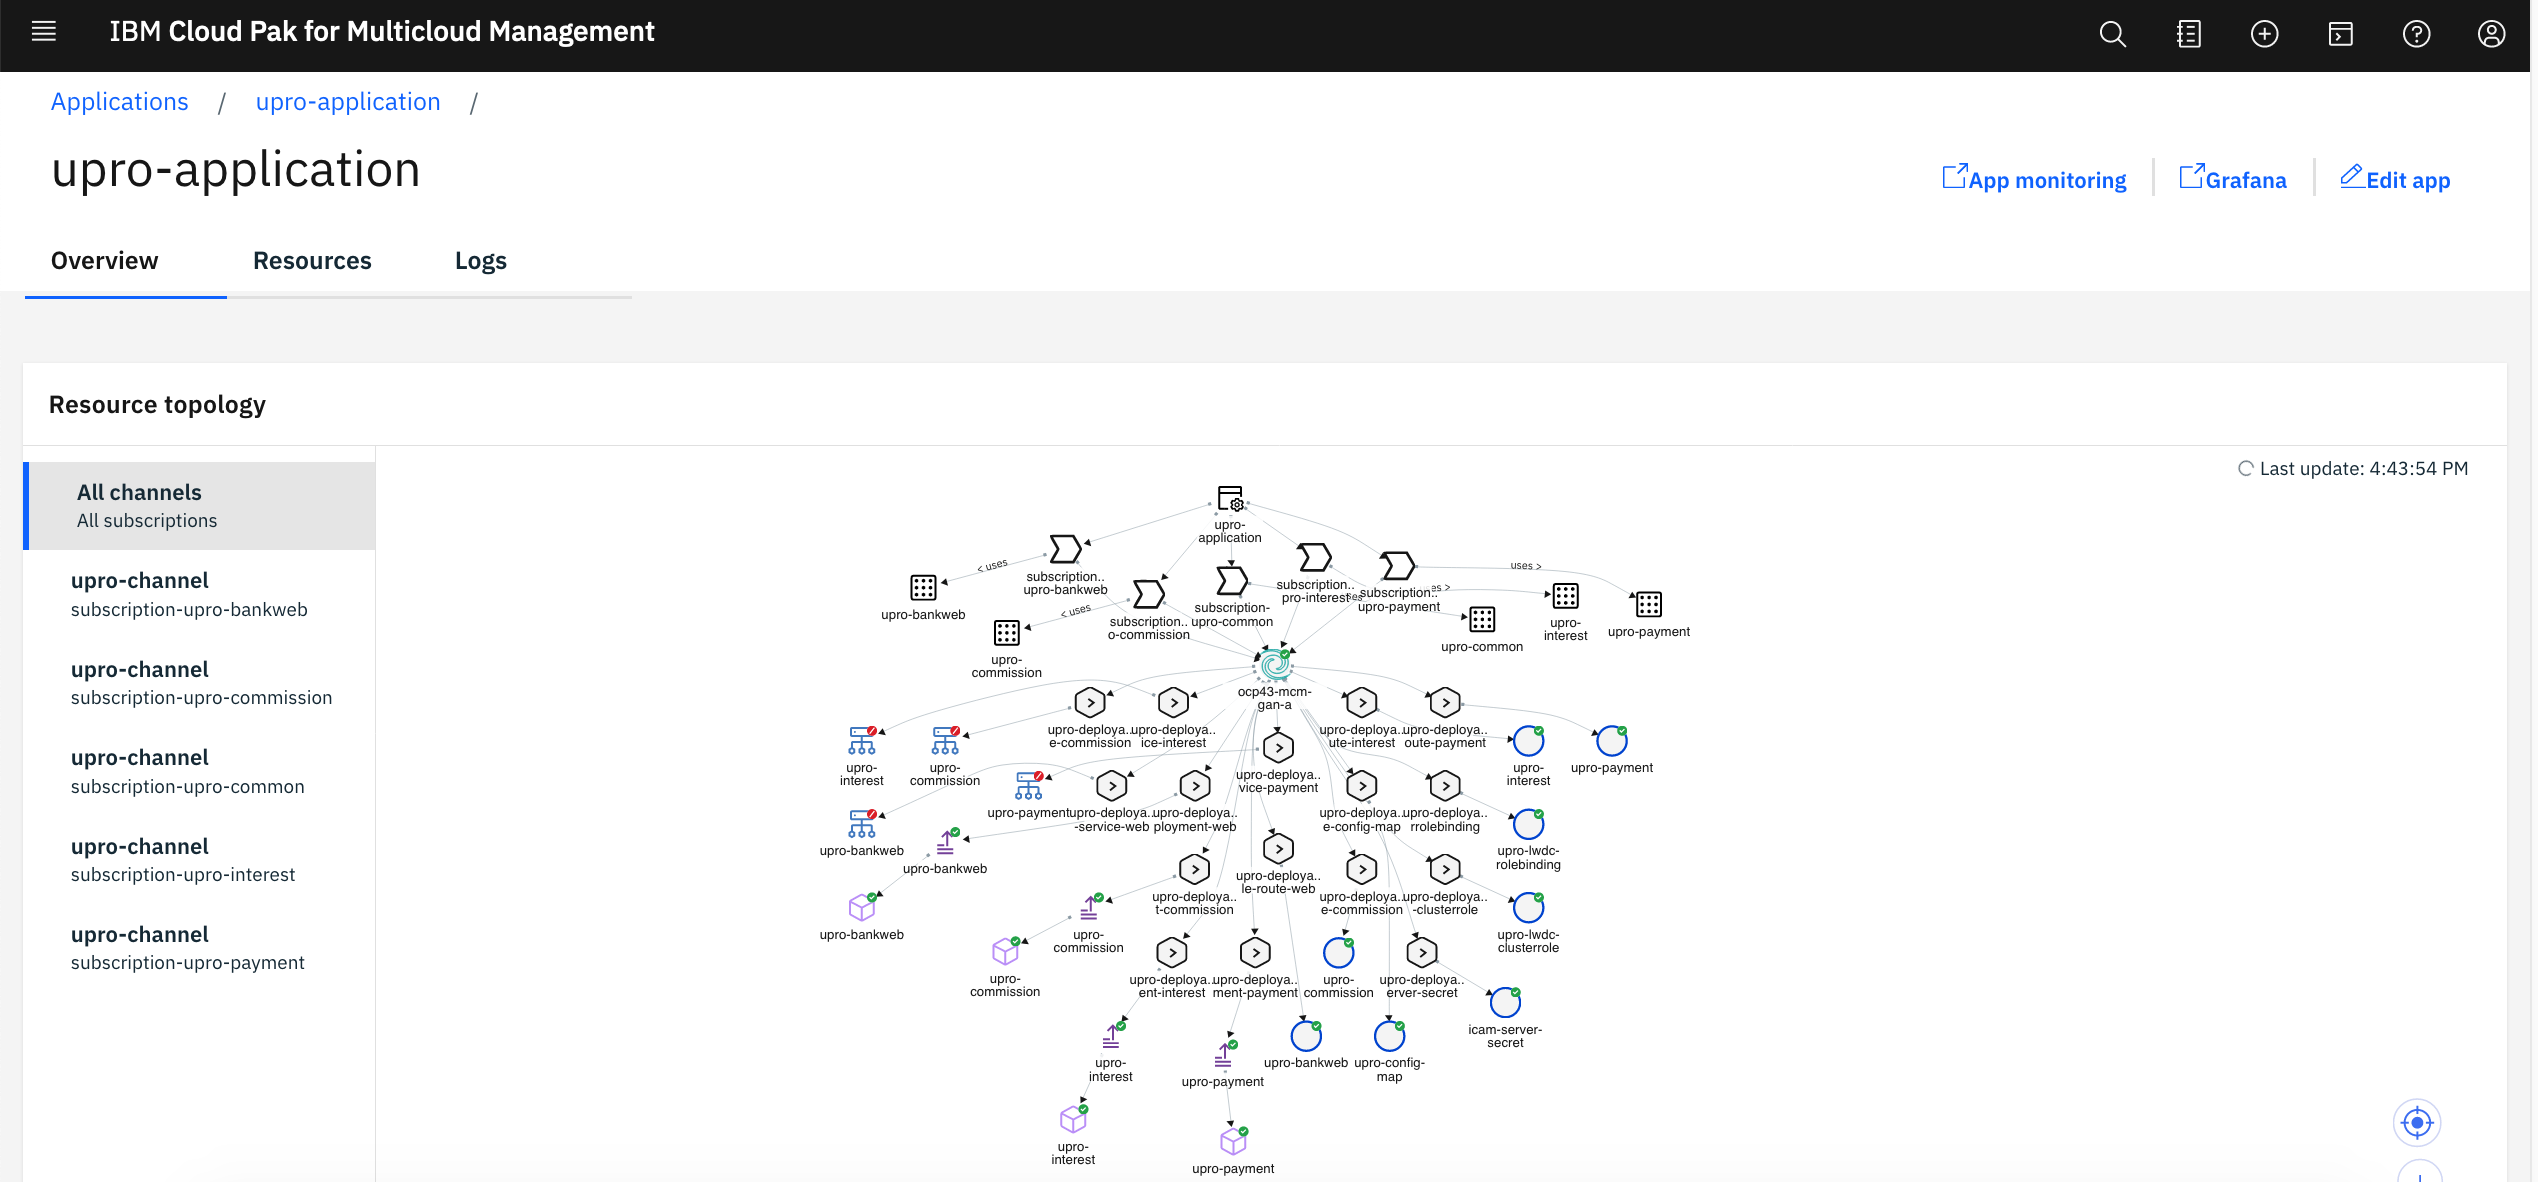 IBM Cloud Pak for Multicloud Management
Applications / upro-application /
upro-application
App monitoring
Grafana
Edit app
Overview
Resources
Logs
Resource topology
All channels
All subscriptions
upro-channel
subscription-upro-bankweb
upro-channel
subscription-upro-commission
upro-channel
subscription-upro-common
upro-channel
subscription-upro-interest
upro-channel
subscription-upro-payment
Last update: 4:43:54 PM
upro-
application
< uses
subscription..
upro-bankweb
upro-bankweb
< uses
subscription..
o-commission
upro-
commission
subscription-
upro-common
subscription..
pro-interest
subscription..
upro-payment
uses >
es >
ses
upro-common
upro-
interest
upro-payment
ocp43-mcm-
gan-a
upro-deploya..
e-commission
upro-deploya..
ice-interest
upro-deploya..
ute-interest
upro-deploya..
oute-payment
upro-
interest
upro-
commission
upro-deploya..
vice-payment
upro-
interest
upro-payment
upro-payment
upro-deploya..
-service-web
upro-deploya..
ployment-web
upro-deploya..
e-config-map
upro-deploya..
rrolebinding
upro-bankweb
upro-bankweb
upro-lwdc-
rolebinding
upro-deploya..
le-route-web
upro-deploya..
t-commission
upro-deploya..
e-commission
upro-deploya..
-clusterrole
upro-bankweb
upro-
commission
upro-lwdc-
clusterrole
upro-
commission
upro-deploya..
ent-interest
upro-deploya..
ment-payment
upro-
commission
upro-deploya..
erver-secret
icam-server-
secret
upro-
interest
upro-payment
upro-bankweb
upro-config-
map
upro-
interest
upro-payment